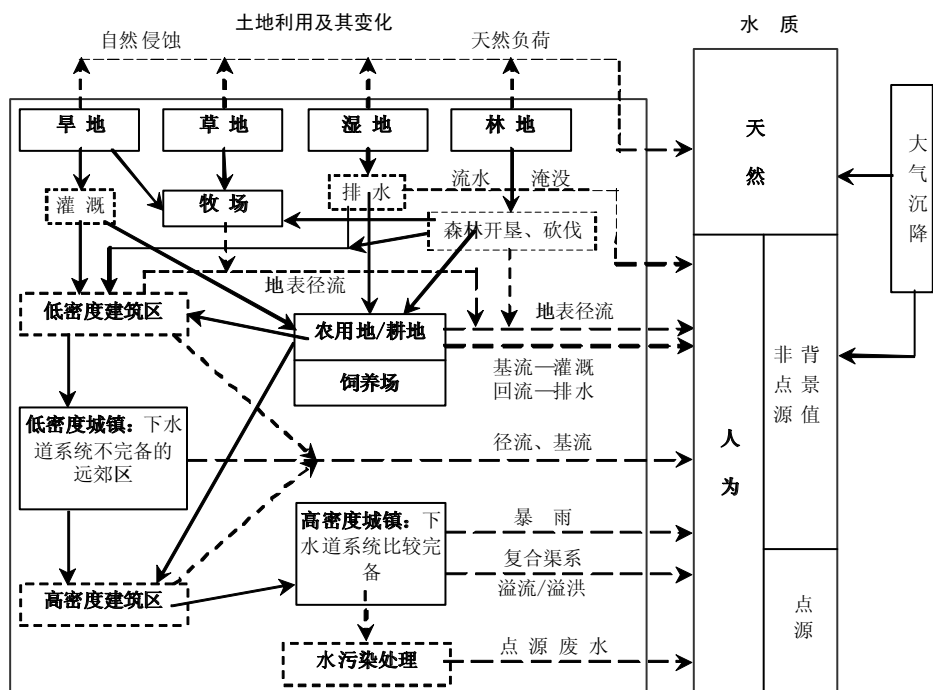 土地利用及其变化
水 质
自然侵蚀
天然负荷
旱 地
草 地
湿 地
林 地
天
然
大气沉降
灌 溉
牧场
排 水
流水
淹没
森林开垦、砍伐
地表径流
低密度建筑区
农用地/耕地
饲养场
地表径流
基流—灌溉
回流—排水
非点源
背景值
低密度城镇：下水
道系统不完备的
远郊区
径流、基流
人
为
高密度城镇：下
水道系统比较完
备
暴 雨
复合渠系
溢流/溢洪
高密度建筑区
点源
水污染处理
点 源 废 水